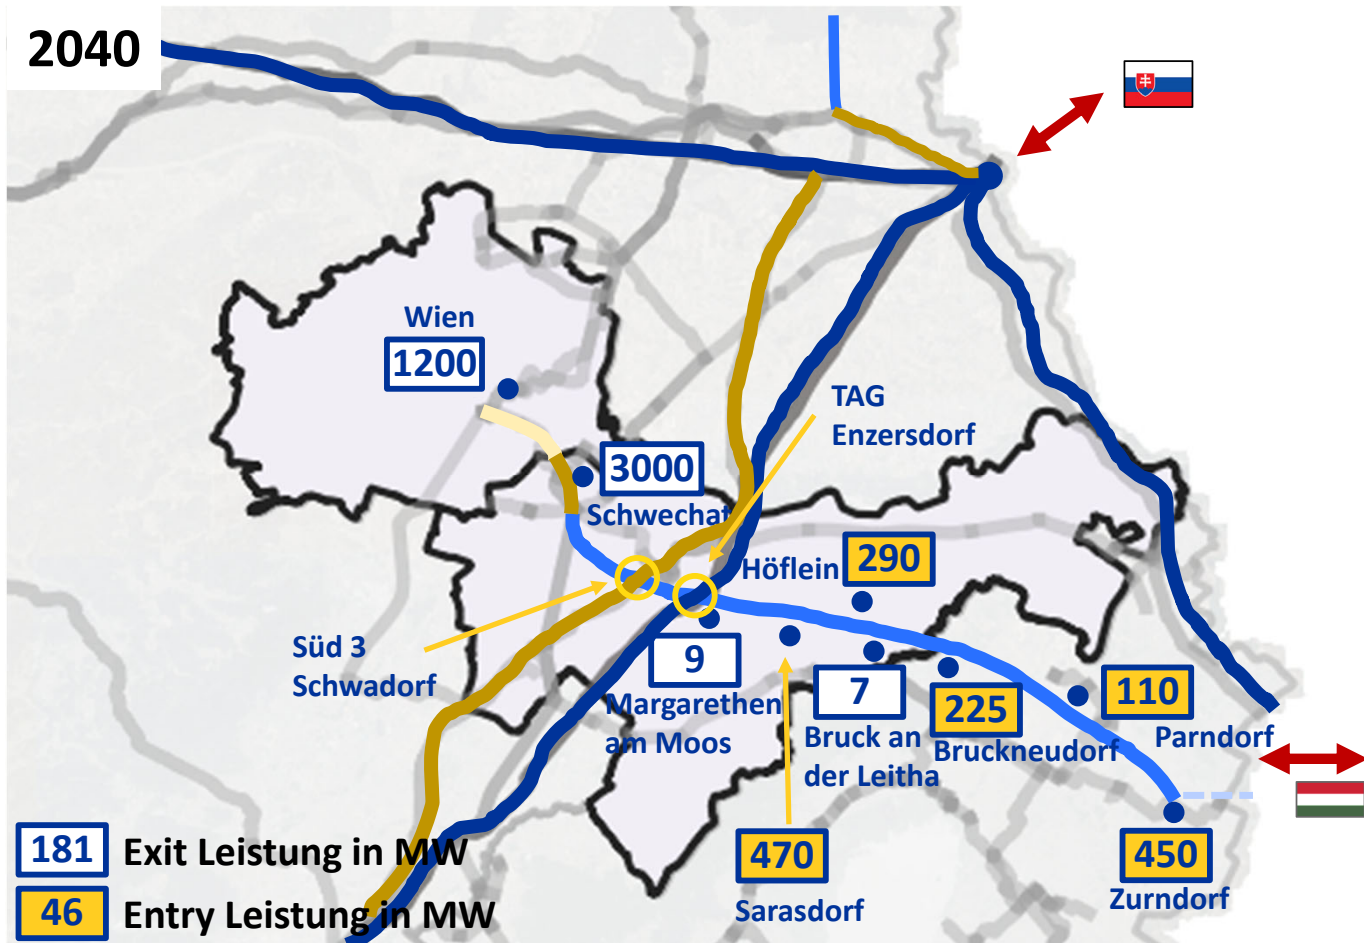 2040
Wien
1200
TAG
Enzersdorf
3000
Schwechat
Höflein
290
Süd 3
Schwadorf
9
Margarethen
am Moos
7
Bruck an
der Leitha
225
Bruckneudorf
110
Parndorf
470
Sarasdorf
450
Zurndorf
181 Exit Leistung in MW
46 Entry Leistung in MW